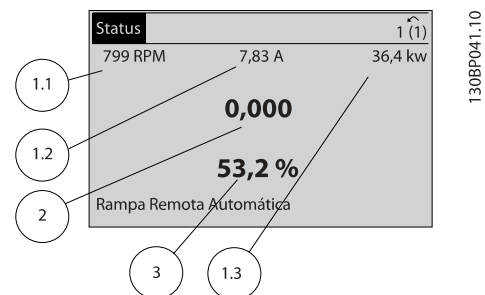 Status
1 (1)
799 RPM 7,83 A 36,4 kw
0,000
53,2 %
Rampa Remota Automática
1.1
1.2
2
3
1.3
130BP041.10